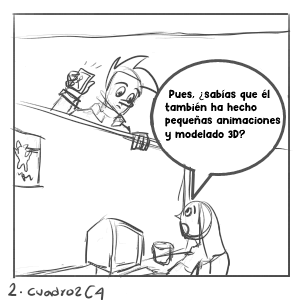 Pues, ¿sabías que él
también ha hecho
pequeñas animaciones
y modelado 3D?
2. cuadro2C4